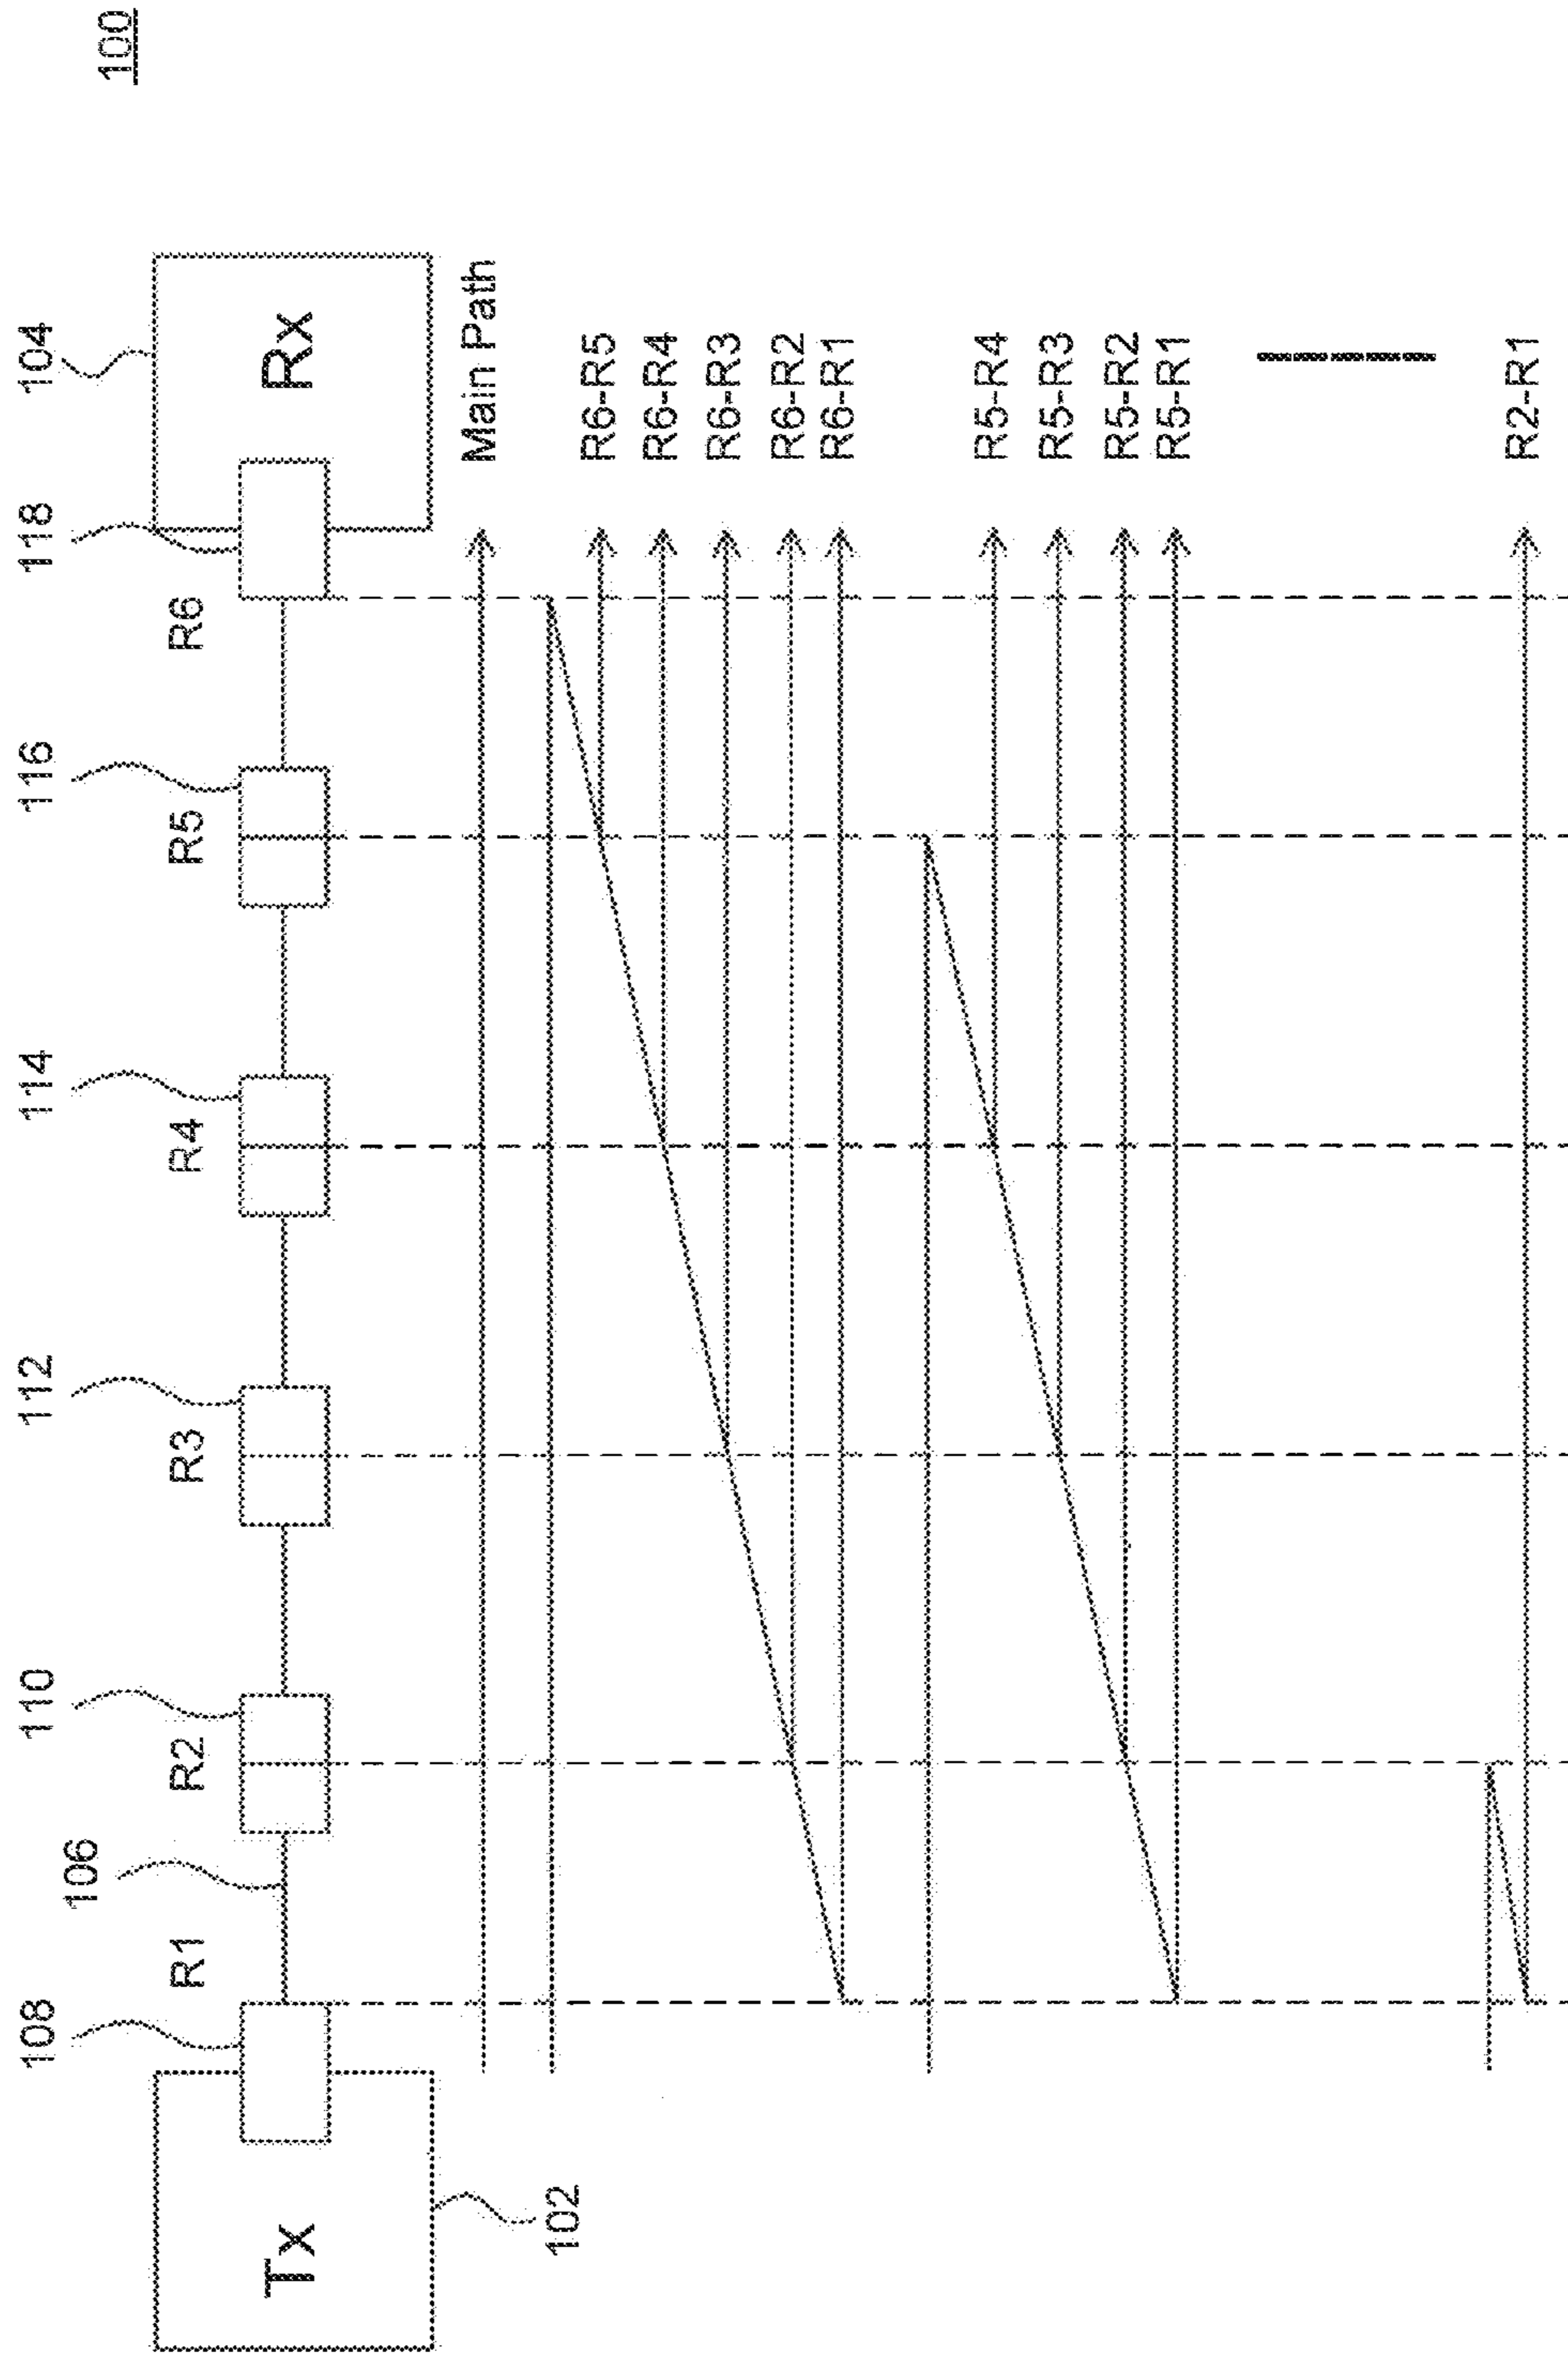 100
108
106
110
112
114
116
118
104
R1
R2
R3
R4
R5
R6
Tx
Rx
102
Main Path
R6-R5
R6-R4
R6-R3
R6-R2
R6-R1
R5-R4
R5-R3
R5-R2
R5-R1
R2-R1